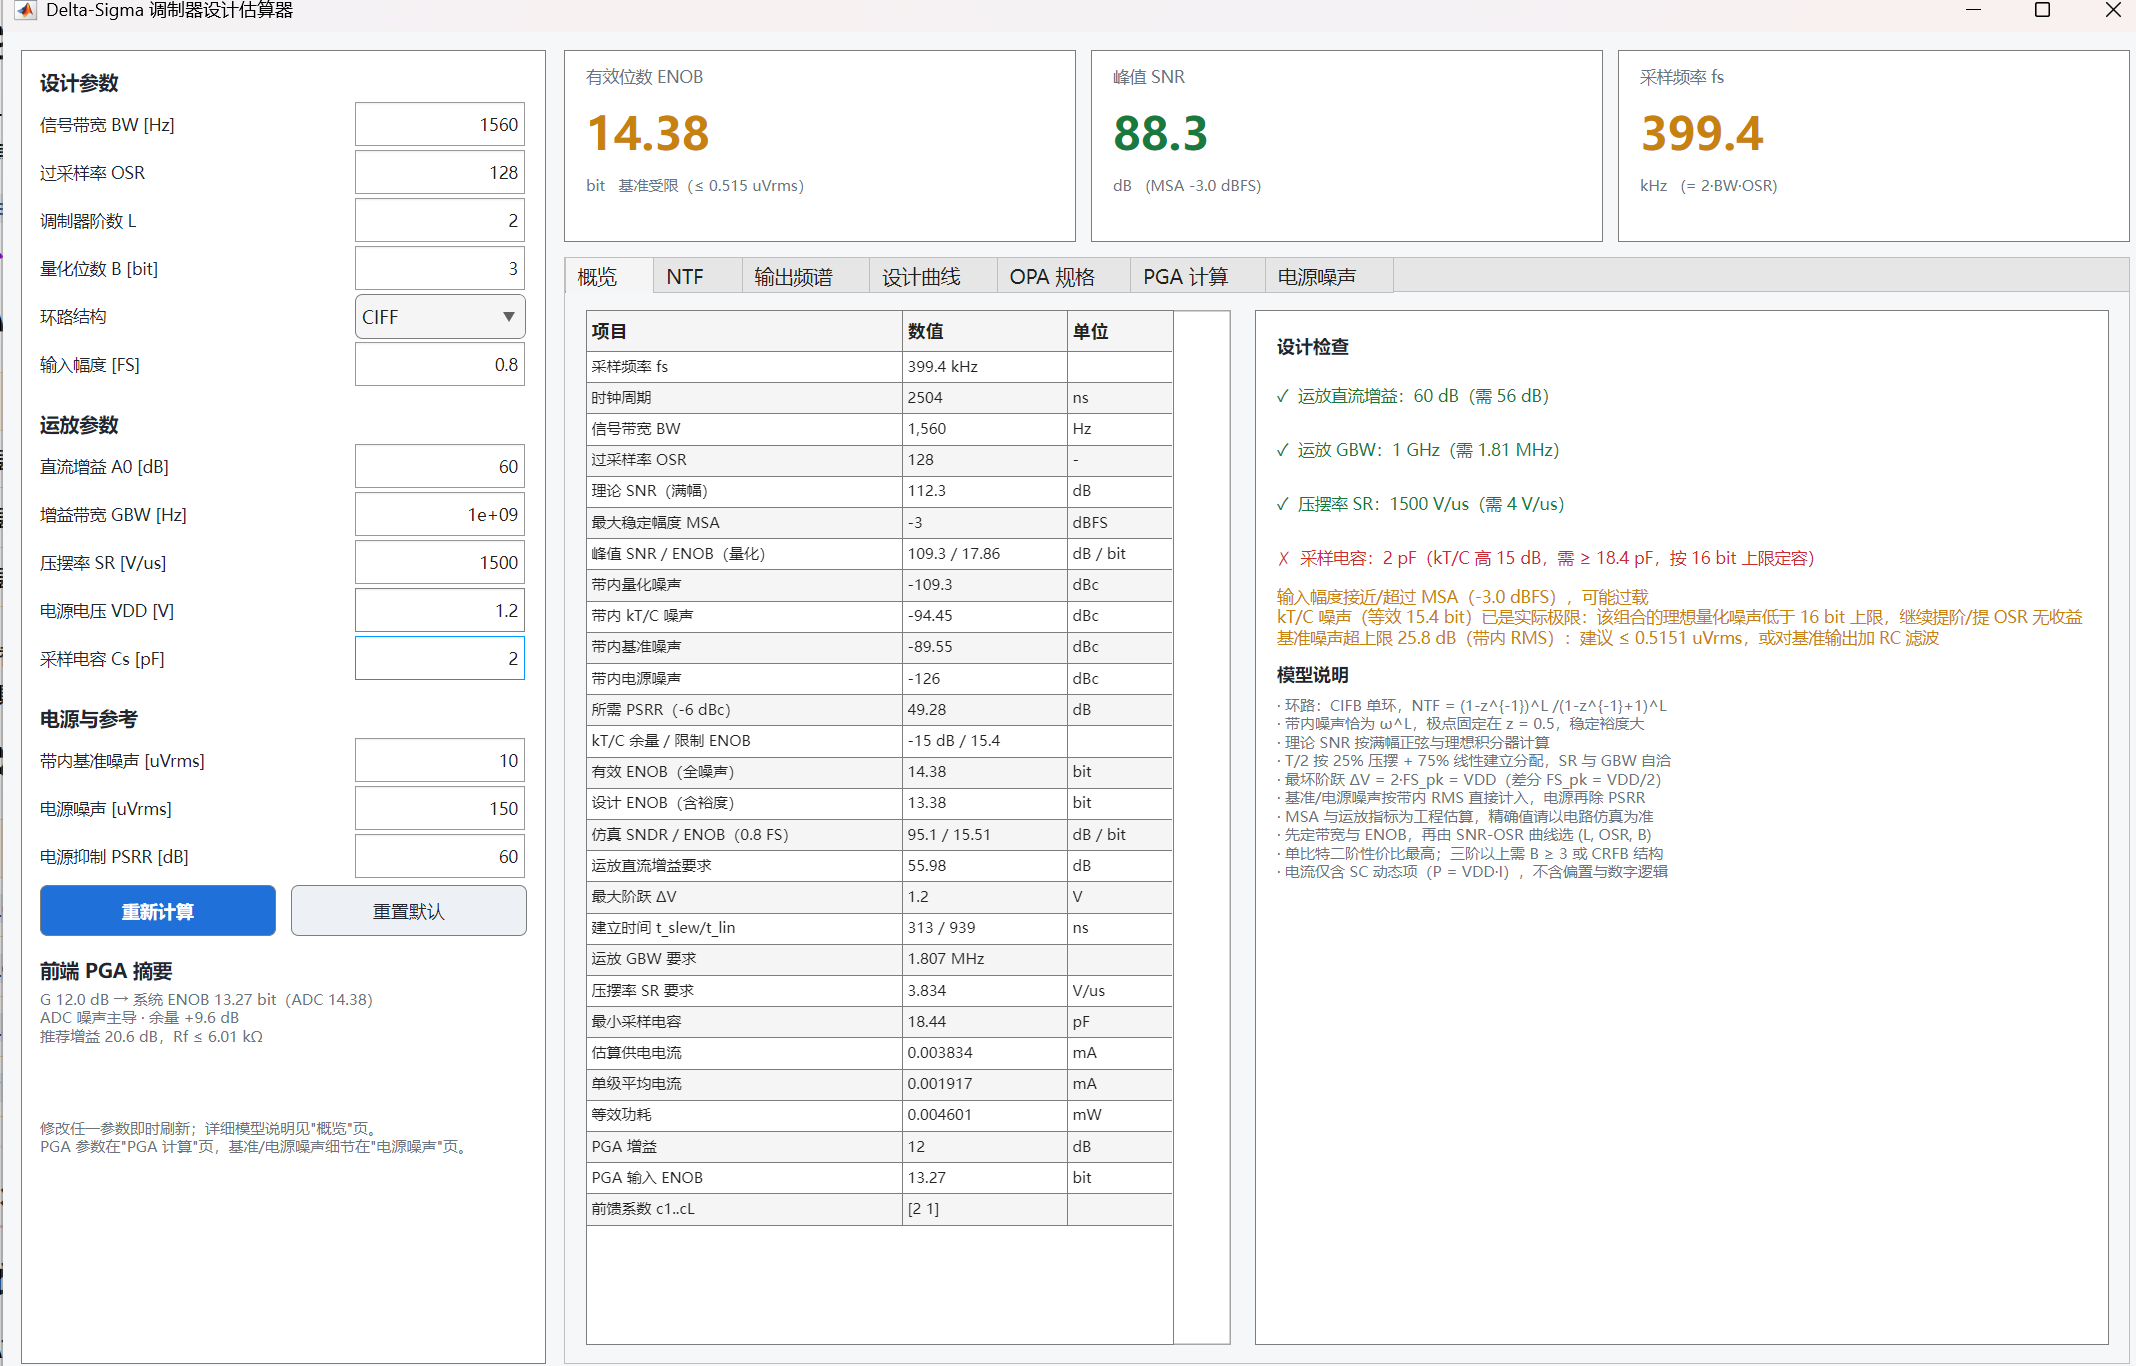 Delta-Sigma 调制器设计估算器
设计参数
信号带宽 BW [Hz] 1560
过采样率 OSR 128
调制器阶数 L 2
量化位数 B [bit] 3
环路结构 CIFF
输入幅度 [FS] 0.8
运放参数
直流增益 A0 [dB] 60
增益带宽 GBW [Hz] 1e+09
压摆率 SR [V/us] 1500
电源电压 VDD [V] 1.2
采样电容 Cs [pF] 2
电源与参考
带内基准噪声 [uVrms] 10
电源噪声 [uVrms] 150
电源抑制 PSRR [dB] 60
重新计算 重置默认
前端 PGA 摘要
G 12.0 dB → 系统 ENOB 13.27 bit（ADC 14.38）
ADC 噪声主导 · 余量 +9.6 dB
推荐增益 20.6 dB，Rf ≤ 6.01 kΩ
修改任一参数即时刷新；详细模型说明见"概览"页。
PGA 参数在"PGA 计算"页，基准/电源噪声细节在"电源噪声"页。
有效位数 ENOB
14.38
bit 基准受限（≤ 0.515 uVrms）
峰值 SNR
88.3
dB （MSA -3.0 dBFS）
采样频率 fs
399.4
kHz （= 2·BW·OSR）
概览 NTF 输出频谱 设计曲线 OPA 规格 PGA 计算 电源噪声
项目 数值 单位
采样频率 fs 399.4 kHz
时钟周期 2504 ns
信号带宽 BW 1,560 Hz
过采样率 OSR 128 -
理论 SNR（满幅） 112.3 dB
最大稳定幅度 MSA -3 dBFS
峰值 SNR / ENOB（量化） 109.3 / 17.86 dB / bit
带内量化噪声 -109.3 dBc
带内 kT/C 噪声 -94.45 dBc
带内基准噪声 -89.55 dBc
带内电源噪声 -126 dBc
所需 PSRR（-6 dBc） 49.28 dB
kT/C 余量 / 限制 ENOB -15 dB / 15.4
有效 ENOB（全噪声） 14.38 bit
设计 ENOB（含裕度） 13.38 bit
仿真 SNDR / ENOB（0.8 FS） 95.1 / 15.51 dB / bit
运放直流增益要求 55.98 dB
最大阶跃 ΔV 1.2 V
建立时间 t_slew/t_lin 313 / 939 ns
运放 GBW 要求 1.807 MHz
压摆率 SR 要求 3.834 V/us
最小采样电容 18.44 pF
估算供电电流 0.003834 mA
单级平均电流 0.001917 mA
等效功耗 0.004601 mW
PGA 增益 12 dB
PGA 输入 ENOB 13.27 bit
前馈系数 c1..cL [2 1]
设计检查
✓ 运放直流增益：60 dB（需 56 dB）
✓ 运放 GBW：1 GHz（需 1.81 MHz）
✓ 压摆率 SR：1500 V/us（需 4 V/us）
✗ 采样电容：2 pF（kT/C 高 15 dB，需 ≥ 18.4 pF，按 16 bit 上限定容）
输入幅度接近/超过 MSA（-3.0 dBFS），可能过载
kT/C 噪声（等效 15.4 bit）已是实际极限：该组合的理想量化噪声低于 16 bit 上限，继续提阶/提 OSR 无收益
基准噪声超上限 25.8 dB（带内 RMS）：建议 ≤ 0.5151 uVrms，或对基准输出加 RC 滤波
模型说明
· 环路：CIFB 单环，NTF = (1-z^{-1})^L /(1-z^{-1}+1)^L
· 带内噪声恰为 ω^L，极点固定在 z = 0.5，稳定裕度大
· 理论 SNR 按满幅正弦与理想积分器计算
· T/2 按 25% 压摆 + 75% 线性建立分配，SR 与 GBW 自洽
· 最坏阶跃 ΔV = 2·FS_pk = VDD（差分 FS_pk = VDD/2）
· 基准/电源噪声按带内 RMS 直接计入，电源再除 PSRR
· MSA 与运放指标为工程估算，精确值请以电路仿真为准
· 先定带宽与 ENOB，再由 SNR-OSR 曲线选 (L, OSR, B)
· 单比特二阶性价比最高；三阶以上需 B ≥ 3 或 CRFB 结构
· 电流仅含 SC 动态项（P = VDD·I），不含偏置与数字逻辑